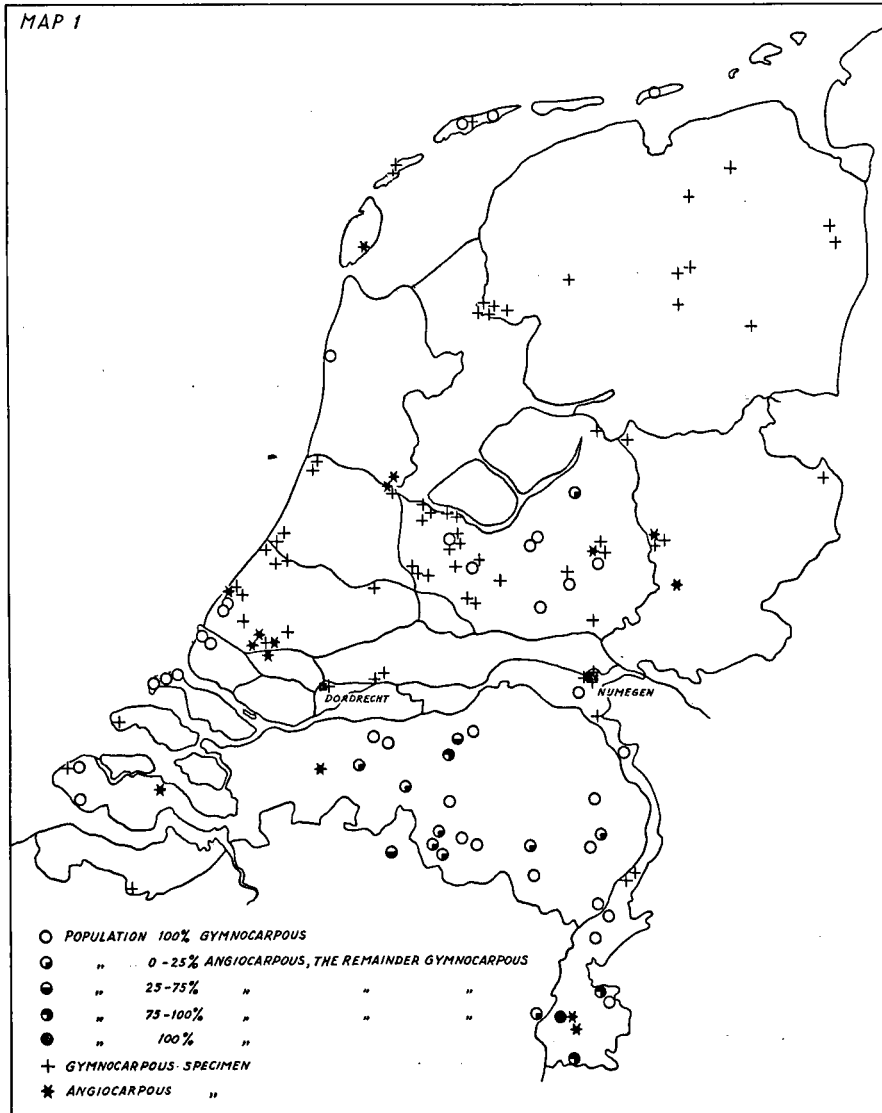 MAP 1
DORDRECHT
NIJMEGEN
POPULATION 100% GYMNOCARPOUS
„ 0-25% ANGIOCARPOUS, THE REMAINDER GYMNOCARPOUS
„ 25-75% „ „ „
„ 75-100% „ „ „
„ 100% „
GYMNOCARPOUS SPECIMEN
ANGIOCARPOUS „